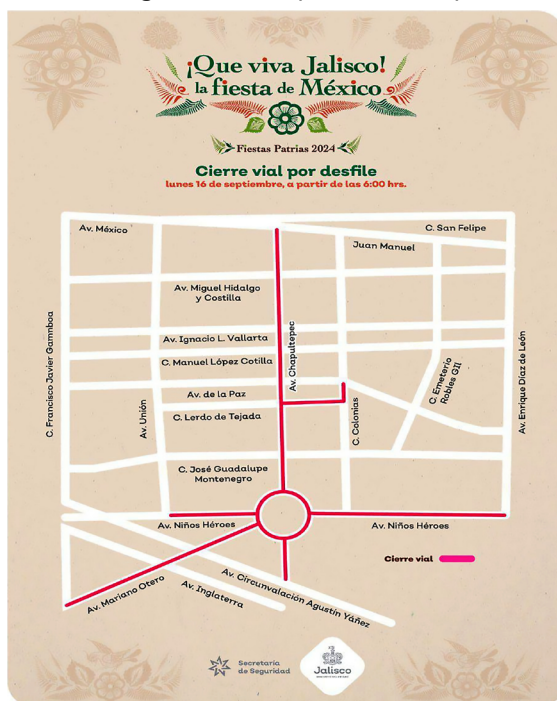 ¡Que viva Jalisco!
la fiesta de México
Fiestas Patrias 2024
Cierre vial por desfile
lunes 16 de septiembre, a partir de las 6:00 hrs.
Av. México
C. San Felipe
Juan Manuel
Av. Miguel Hidalgo
y Costilla
Av. Ignacio L. Vallarta
C. Manuel López Cotilla
Av. de la Paz
C. Lerdo de Tejada
C. Francisco Javier Gamnboa
Av. Unión
Av. Chapultepec
C. Colonias
C. Emeterio
Robles GIl
Av. Enrique Díaz de León
C. José Guadalupe
Montenegro
Av. Niños Héroes
Av. Niños Héroes
Cierre vial
Av. Mariano Otero
Av. Inglaterra
Av. Circunvalación Agustín Yáñez
Secretaría
de Seguridad
Jalisco